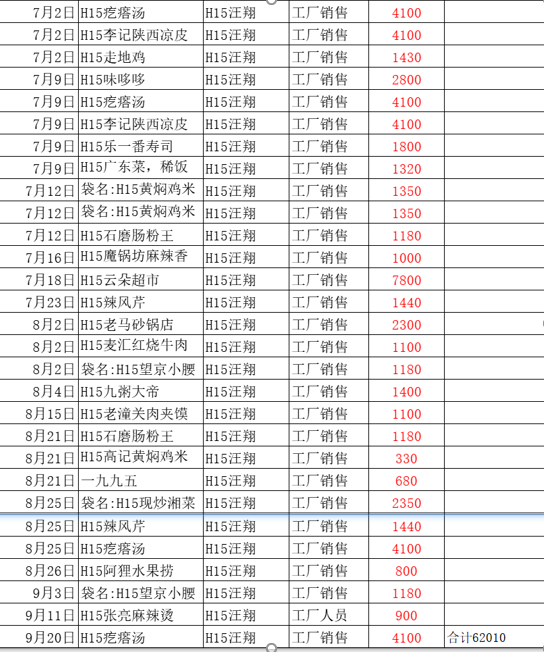 7月2日 H15疙瘩汤 H15汪翔 工厂销售 4100
7月2日 H15李记陕西凉皮 H15汪翔 工厂销售 4100
7月2日 H15走地鸡 H15汪翔 工厂销售 1430
7月9日 H15味哆哆 H15汪翔 工厂销售 2800
7月9日 H15疙瘩汤 H15汪翔 工厂销售 4100
7月9日 H15李记陕西凉皮 H15汪翔 工厂销售 4100
7月9日 H15乐一番寿司 H15汪翔 工厂销售 1800
7月9日 H15广东菜，稀饭 H15汪翔 工厂销售 1320
7月12日 袋名:H15黄焖鸡米 H15汪翔 工厂销售 1350
7月12日 袋名:H15黄焖鸡米 H15汪翔 工厂销售 1350
7月12日 H15石磨肠粉王 H15汪翔 工厂销售 1180
7月16日 H15魔锅坊麻辣香 H15汪翔 工厂销售 1000
7月18日 H15云朵超市 H15汪翔 工厂销售 7800
7月23日 H15辣风芹 H15汪翔 工厂销售 1440
8月2日 H15老马砂锅店 H15汪翔 工厂销售 2300
8月2日 H15麦汇红烧牛肉 H15汪翔 工厂销售 1100
8月2日 袋名:H15望京小腰 H15汪翔 工厂销售 1180
8月4日 H15九粥大帝 H15汪翔 工厂销售 1400
8月15日 H15老潼关肉夹馍 H15汪翔 工厂销售 1100
8月21日 H15石磨肠粉王 H15汪翔 工厂销售 1180
8月21日 H15高记黄焖鸡米 H15汪翔 工厂销售 330
8月21日 一九九五 H15汪翔 工厂销售 680
8月25日 袋名:H15现炒湘菜 H15汪翔 工厂销售 2350
8月25日 H15辣风芹 H15汪翔 工厂销售 1440
8月25日 H15疙瘩汤 H15汪翔 工厂销售 4100
8月26日 H15阿狸水果捞 H15汪翔 工厂销售 800
9月3日 袋名:H15望京小腰 H15汪翔 工厂销售 1180
9月11日 H15张亮麻辣烫 H15汪翔 工厂人员 900
9月20日 H15疙瘩汤 H15汪翔 工厂销售 4100 合计62010